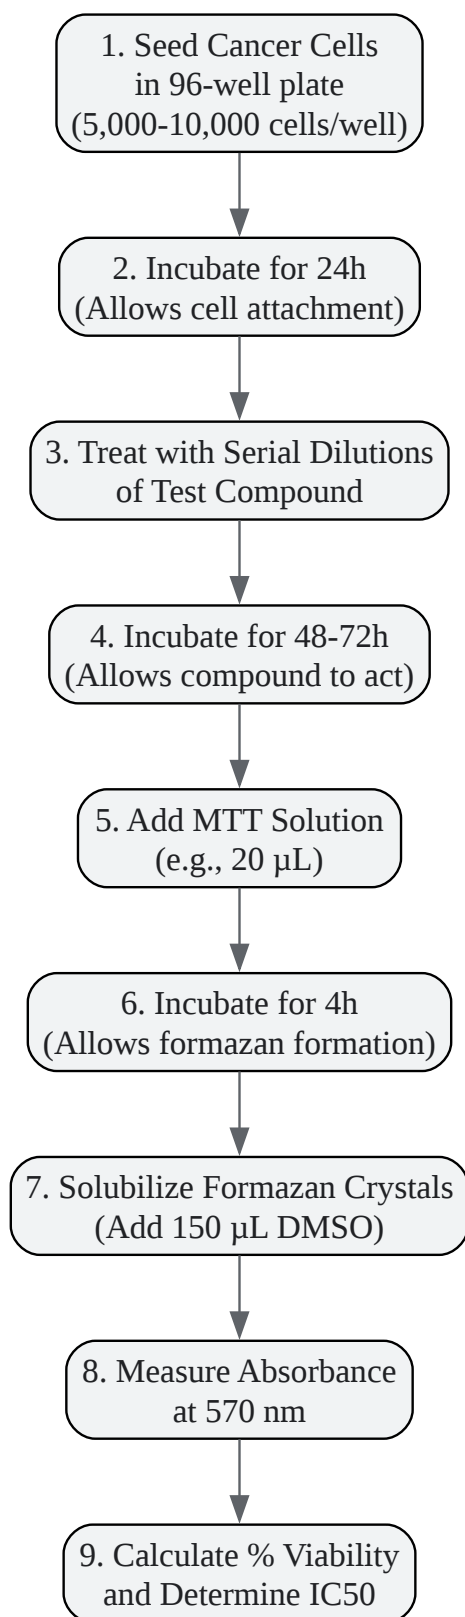 1. Seed Cancer Cells
in 96-well plate
(5,000-10,000 cells/well)
2. Incubate for 24h
(Allows cell attachment)
3. Treat with Serial Dilutions
of Test Compound
4. Incubate for 48-72h
(Allows compound to act)
5. Add MTT Solution
(e.g., 20 µL)
6. Incubate for 4h
(Allows formazan formation)
7. Solubilize Formazan Crystals
(Add 150 µL DMSO)
8. Measure Absorbance
at 570 nm
9. Calculate % Viability
and Determine IC50